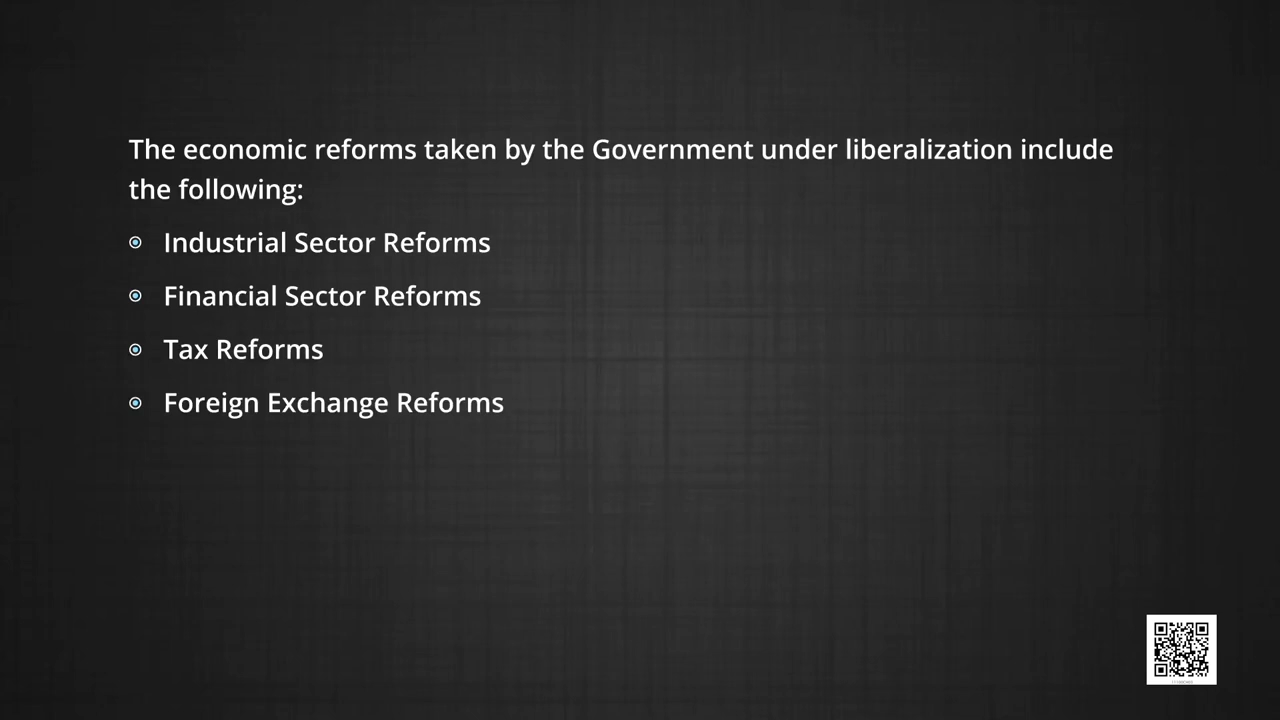 The economic reforms taken by the Government under liberalization include
the following:
Industrial Sector Reforms
Financial Sector Reforms
Tax Reforms
Foreign Exchange Reforms